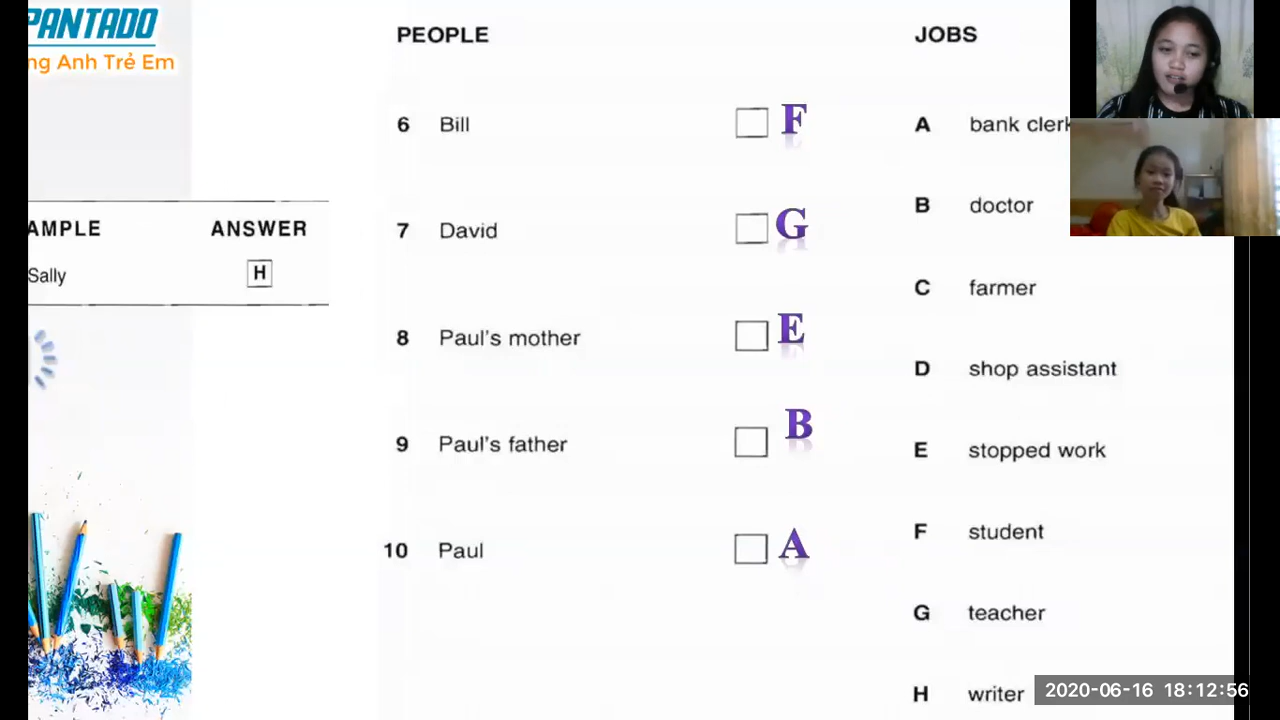 PANTADO
ng Anh Trẻ Em
PEOPLE
JOBS
6 Bill F
7 David G
8 Paul's mother E
9 Paul's father B
10 Paul A
AMPLE ANSWER
Sally H
A bank clerk
B doctor
C farmer
D shop assistant
E stopped work
F student
G teacher
H writer
2020-06-16 18:12:56